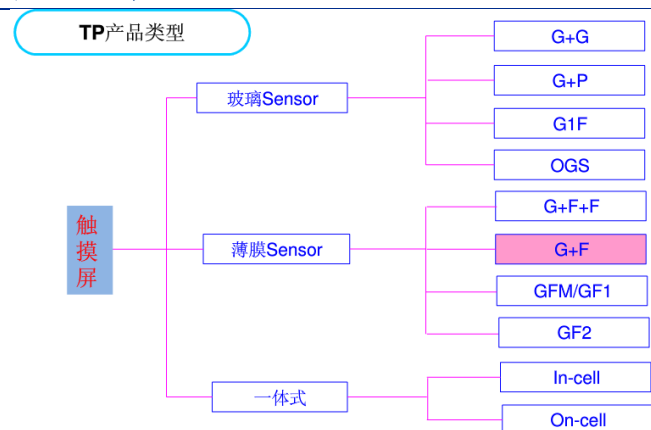 TP产品类型
触
摸
屏
玻璃Sensor
G+G
G+P
G1F
OGS
薄膜Sensor
G+F+F
G+F
GFM/GF1
GF2
一体式
In-cell
On-cell